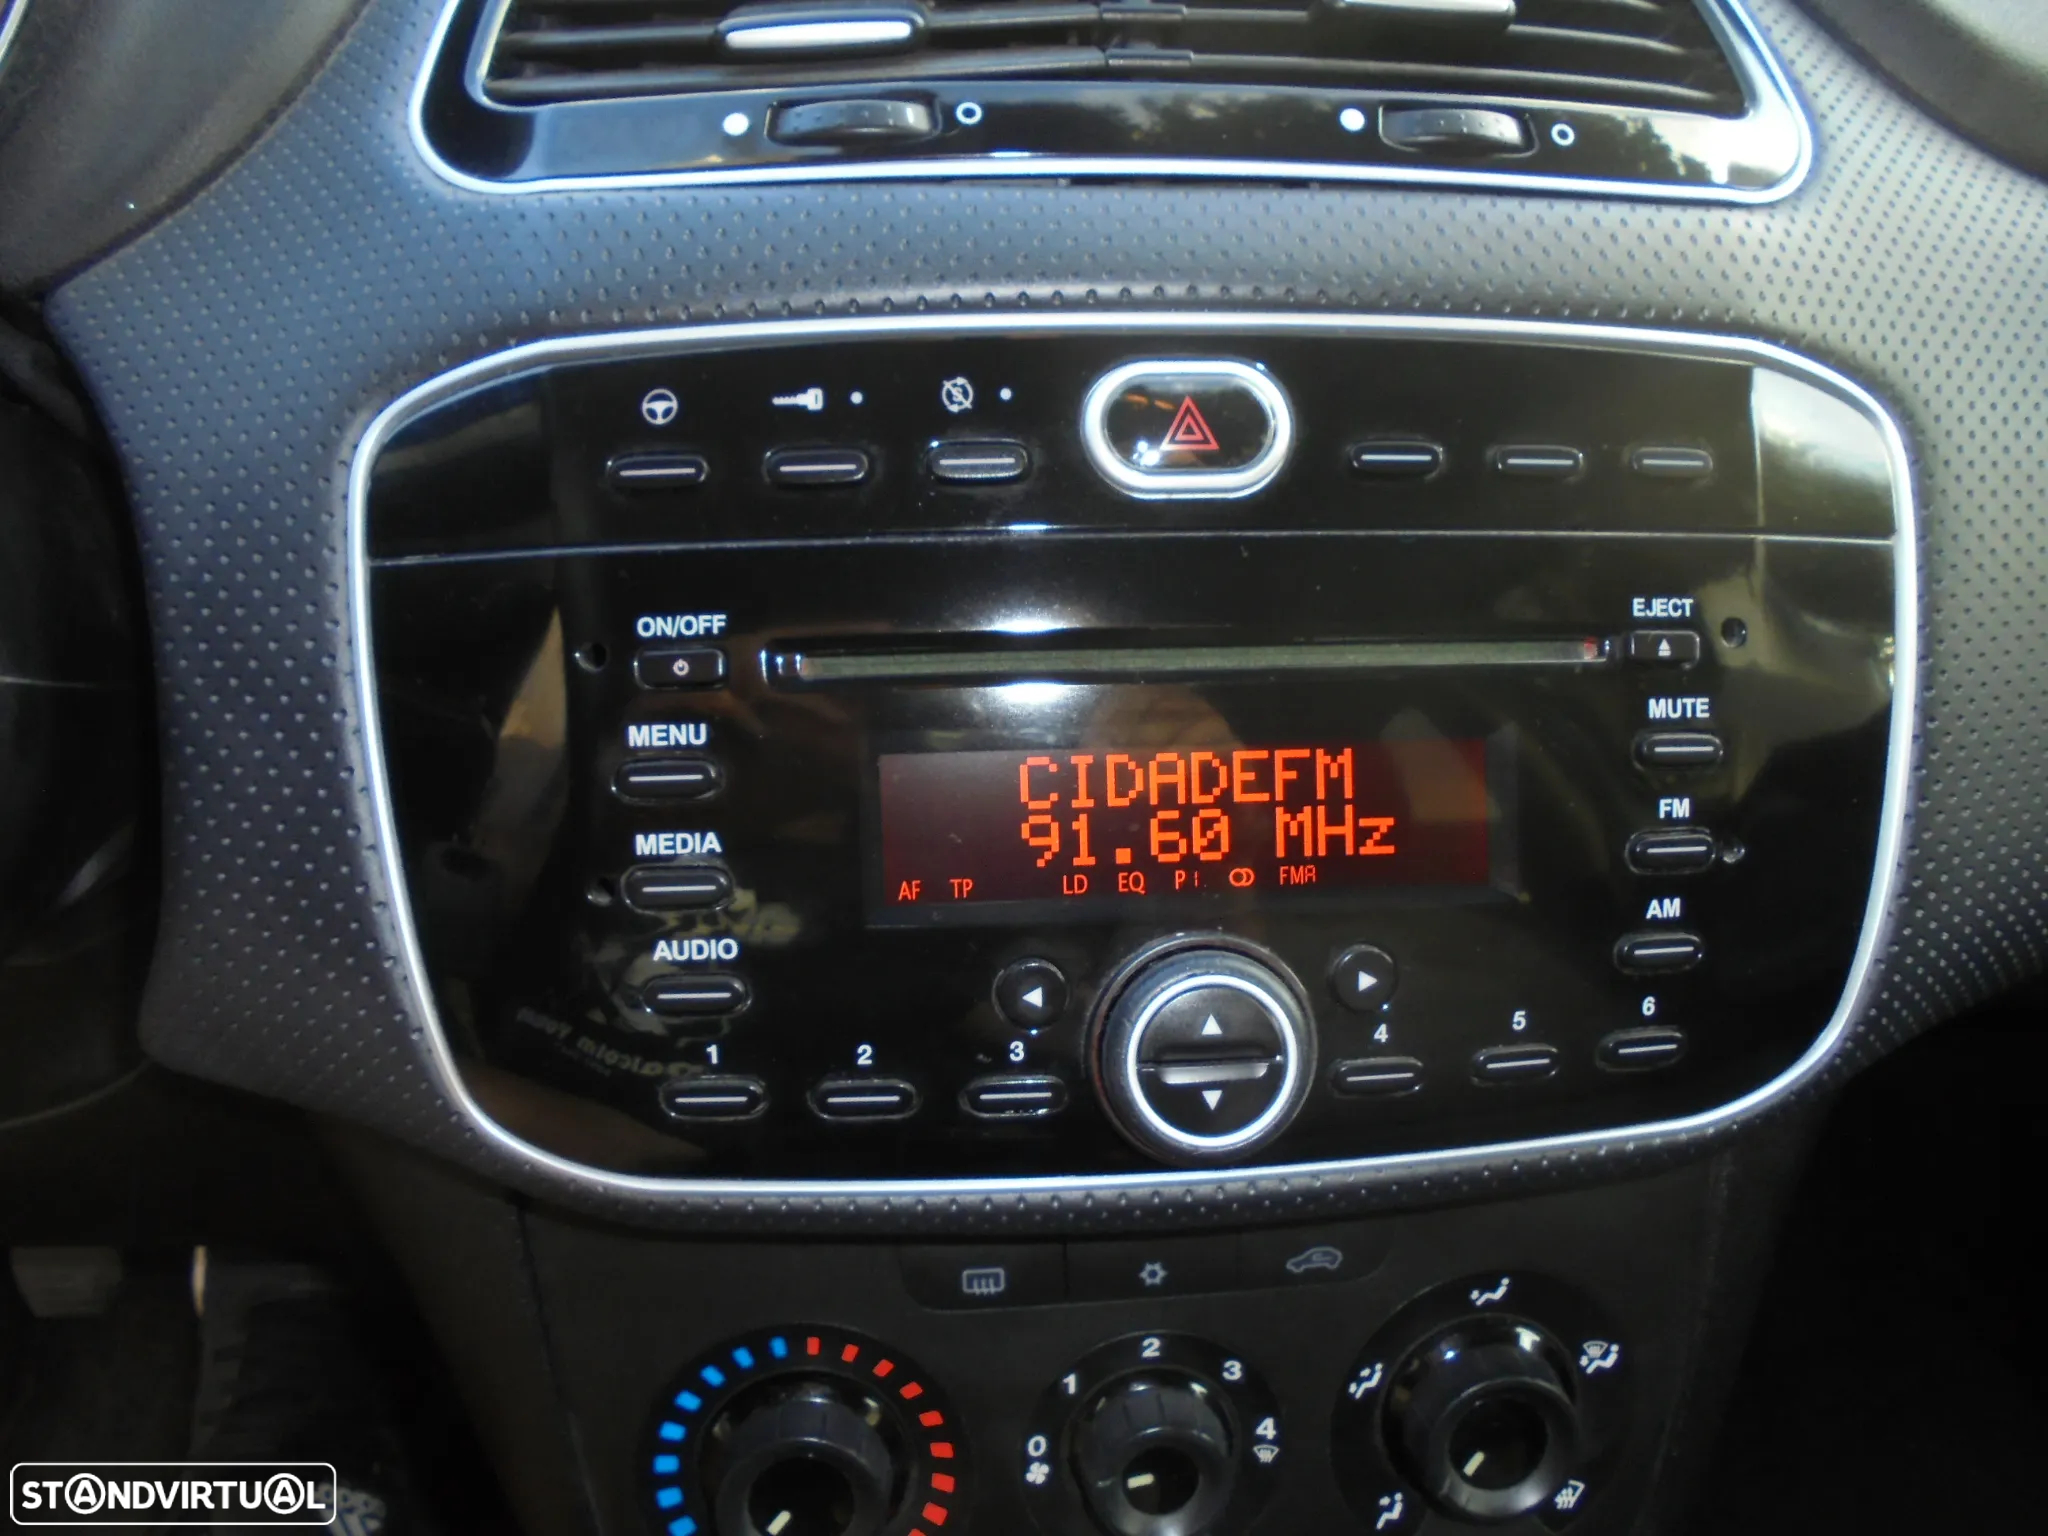 ON/OFF
EJECT
MENU
MUTE
MEDIA
FM
AUDIO
AM
CIDADEFM
91.60 MHz
AF TP LD EQ FMA
1 2 3 4 5 6
0 1 2 3 4
STANDVIRTUAL